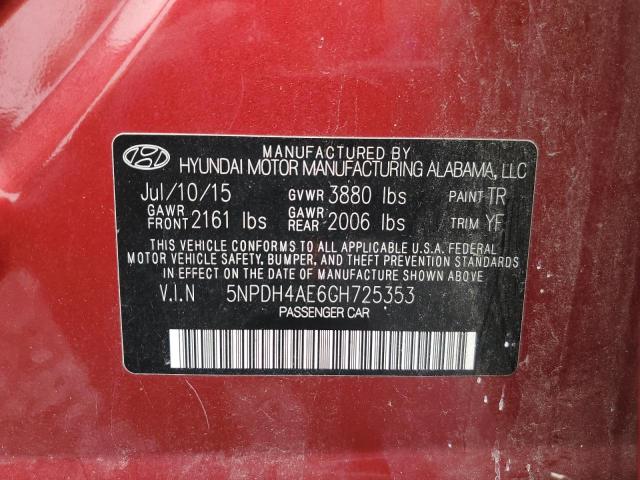 MANUFACTURED BY
HYUNDAI MOTOR MANUFACTURING ALABAMA, LLC
Jul/10/15 GVWR 3880 lbs PAINT TR
GAWR FRONT 2161 lbs GAWR REAR 2006 lbs TRIM YF
THIS VEHICLE CONFORMS TO ALL APPLICABLE U.S.A. FEDERAL
MOTOR VEHICLE SAFETY, BUMPER, AND THEFT PREVENTION STANDARDS
IN EFFECT ON THE DATE OF MANUFACTURE SHOWN ABOVE.
V.I.N 5NPDH4AE6GH725353
PASSENGER CAR